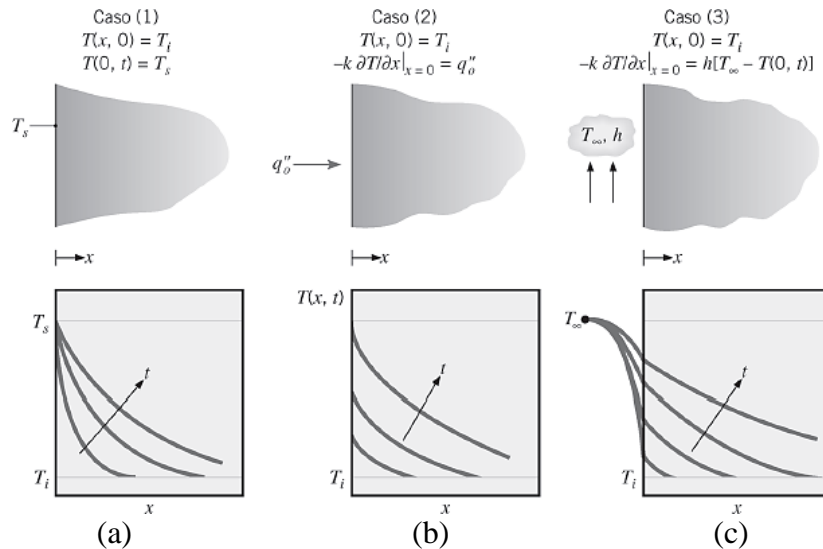 Caso (1)
T(x, 0) = T_i
T(0, t) = T_s
Caso (2)
T(x, 0) = T_i
-k ∂T/∂x|_{x = 0} = q''_o
Caso (3)
T(x, 0) = T_i
-k ∂T/∂x|_{x = 0} = h[T_∞ – T(0, t)]
T_s
q''_o
T_∞, h
x
x
x
T_s
t
T_i
x
T(x, t)
t
x
T_∞
t
T_i
x
(a)
(b)
(c)